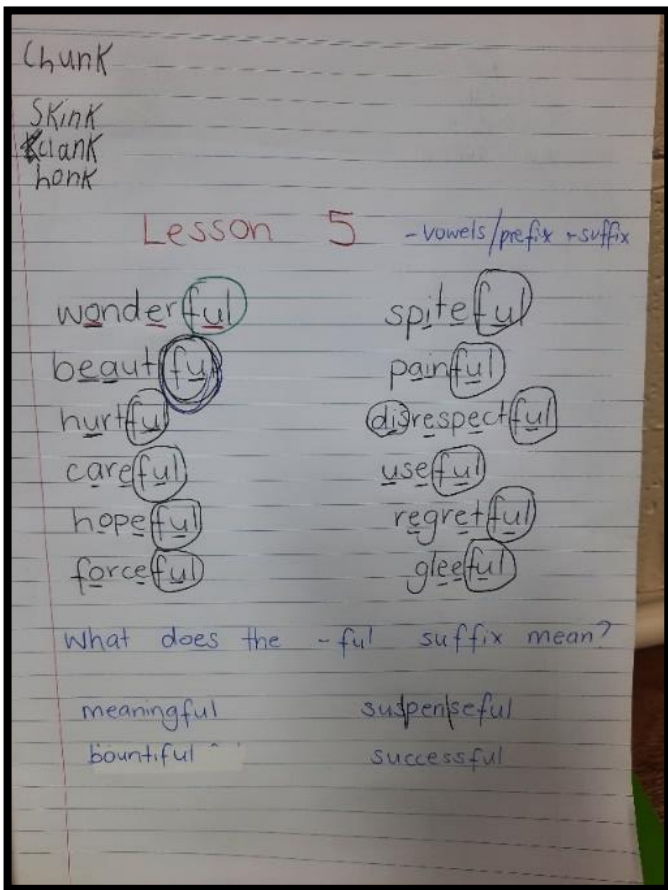 Chunk
Skink
clank
honk
Lesson 5 -vowels/prefix +suffix
wonderful spiteful
beautful painful
hurtful disrespectful
careful useful
hopeful regretful
forceful gleeful
What does the -ful suffix mean?
meaningful suspenseful
bountiful successful